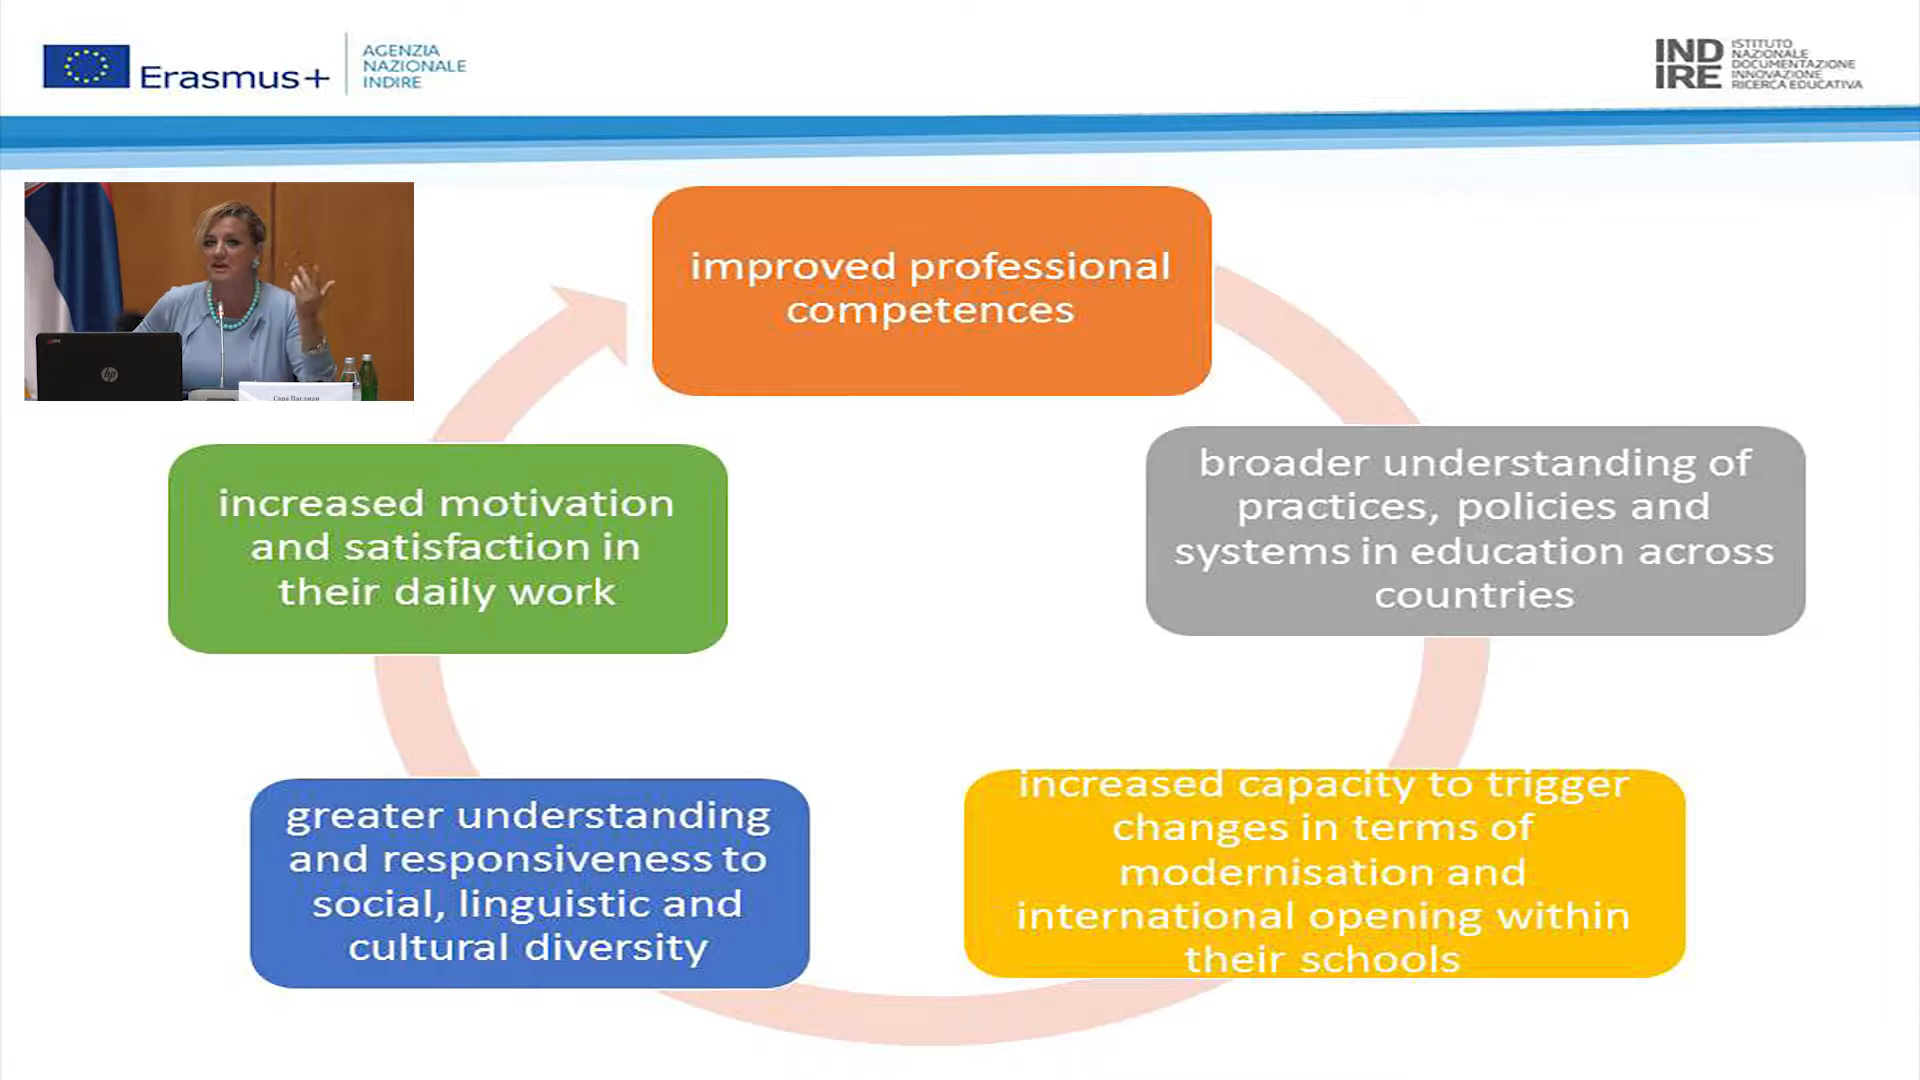 Erasmus+
AGENZIA
NAZIONALE
INDIRE
IND
IRE
ISTITUTO
NAZIONALE
DOCUMENTAZIONE
INNOVAZIONE
RICERCA EDUCATIVA
improved professional
competences
broader understanding of
practices, policies and
systems in education across
countries
increased capacity to trigger
changes in terms of
modernisation and
international opening within
their schools
greater understanding
and responsiveness to
social, linguistic and
cultural diversity
increased motivation
and satisfaction in
their daily work
hp